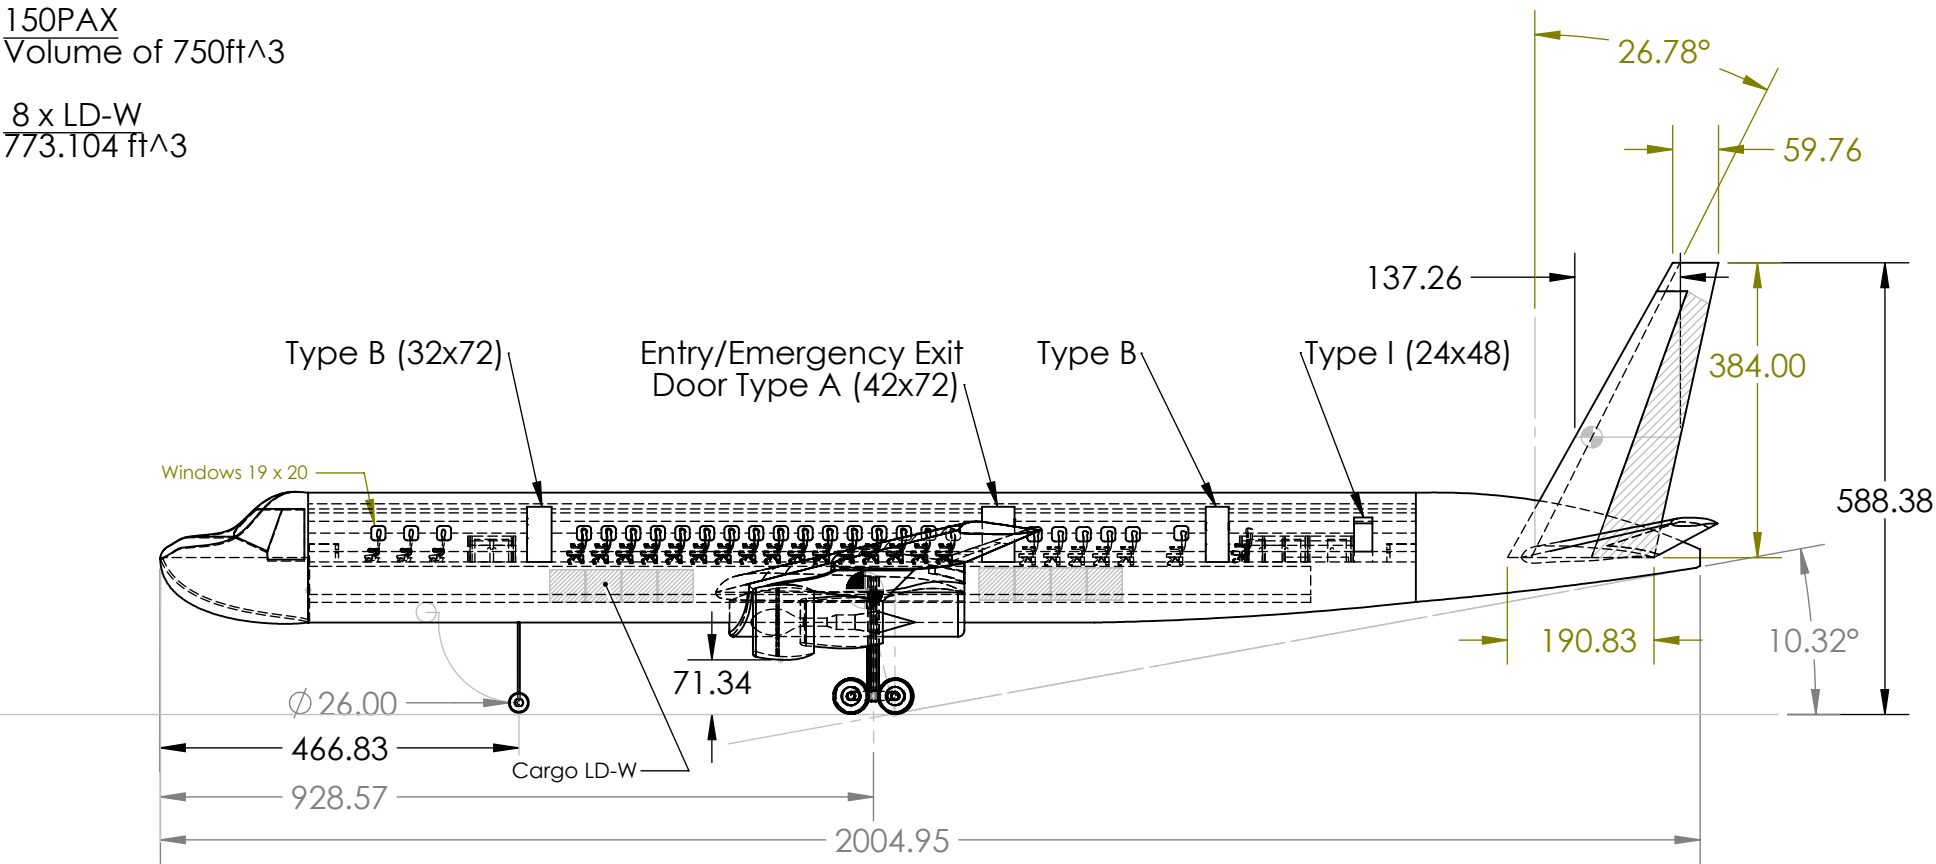 150PAX
Volume of 750ft^3
8 x LD-W
773.104 ft^3
26.78°
59.76
137.26
Type B (32x72)
Entry/Emergency Exit
Door Type A (42x72)
Type B
Type I (24x48)
384.00
Windows 19 x 20
588.38
190.83
10.32°
71.34
∅26.00
466.83
Cargo LD-W
928.57
2004.95